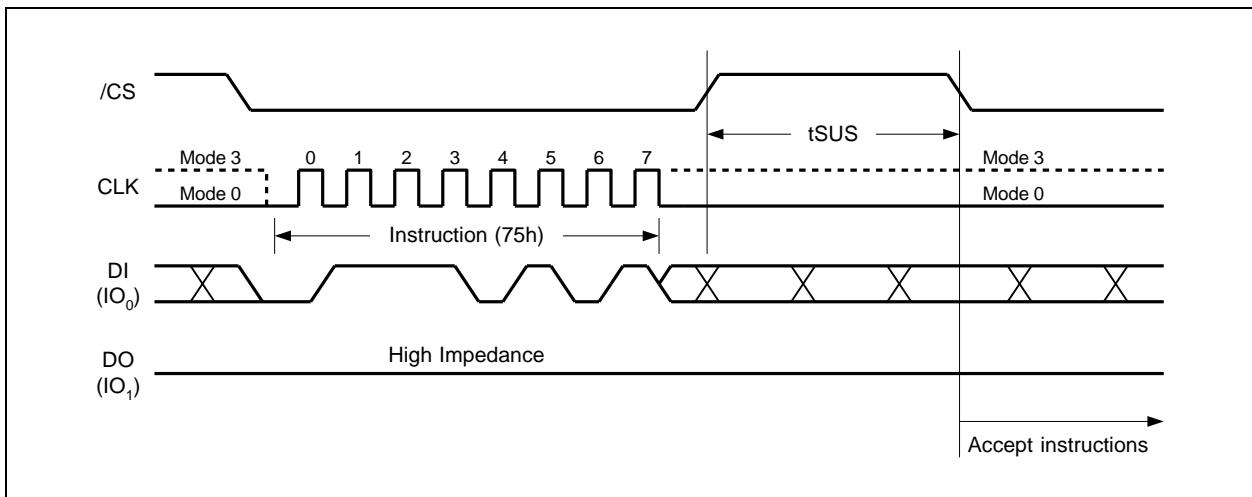 /CS
tSUS
Mode 3 0 1 2 3 4 5 6 7 Mode 3
CLK
Mode 0 Mode 0
Instruction (75h)
DI
(IO0)
High Impedance
DO
(IO1)
Accept instructions